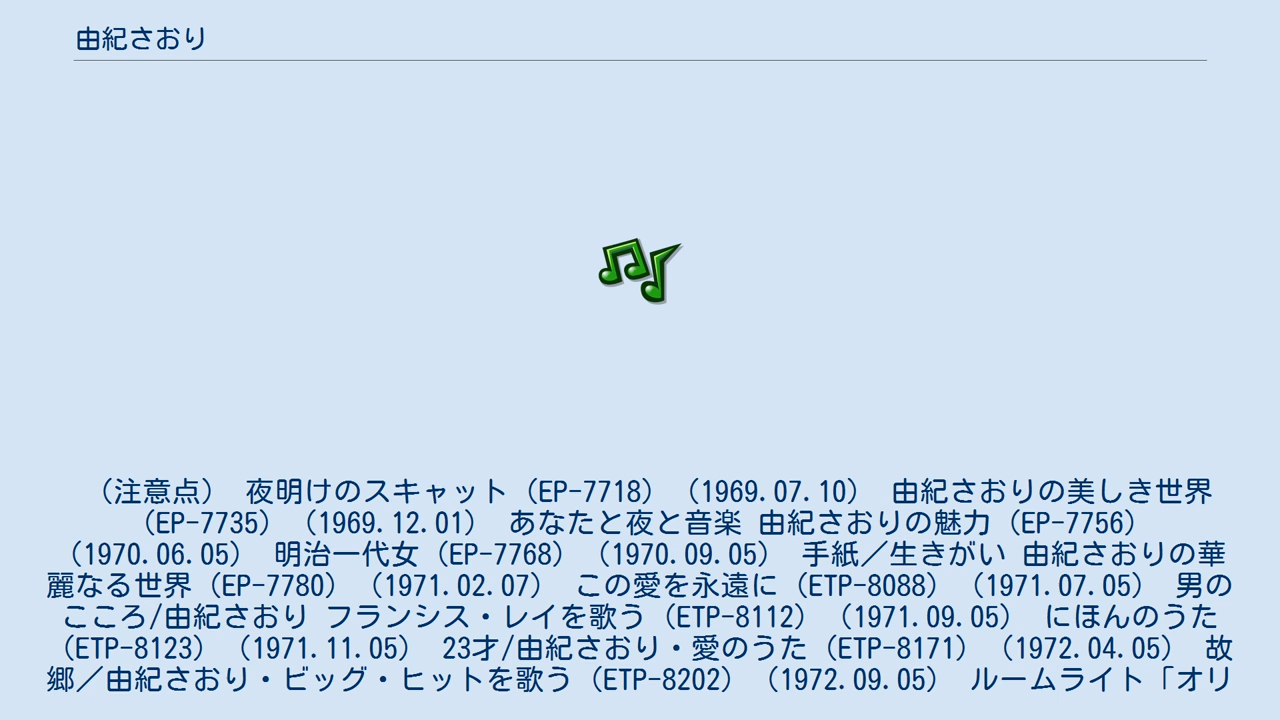 由紀さおり
（注意点） 夜明けのスキャット（EP-7718）（1969.07.10） 由紀さおりの美しき世界
（EP-7735）（1969.12.01） あなたと夜と音楽 由紀さおりの魅力（EP-7756）
（1970.06.05） 明治一代女（EP-7768）（1970.09.05） 手紙／生きがい 由紀さおりの華
麗なる世界（EP-7780）（1971.02.07） この愛を永遠に（ETP-8088）（1971.07.05） 男の
こころ/由紀さおり フランシス・レイを歌う（ETP-8112）（1971.09.05） にほんのうた
（ETP-8123）（1971.11.05） 23才/由紀さおり・愛のうた（ETP-8171）（1972.04.05） 故
郷／由紀さおり・ビッグ・ヒットを歌う（ETP-8202）（1972.09.05） ルームライト「オリ